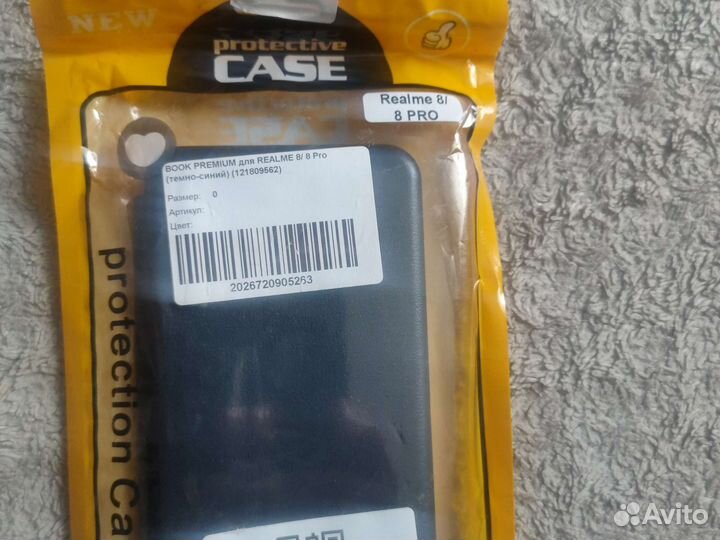 NEW
protective
CASE
Realme 8/
8 PRO
BOOK PREMIUM для REALME 8/ 8 Pro
(темно-синий) (121809562)
Размер: 0
Артикул:
Цвет:
2026720905263
protection Ca
Avito